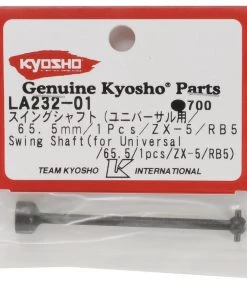 KYOSHO
Genuine Kyosho® Parts
LA232-01 ●700
スイングシャフト(ユニバーサル用/
65.5mm/1Pcs/ZX-5/RB5
Swing Shaft(for Universal
/65.5/1pcs/ZX-5/RB5)
TEAM KYOSHO K INTERNATIONAL